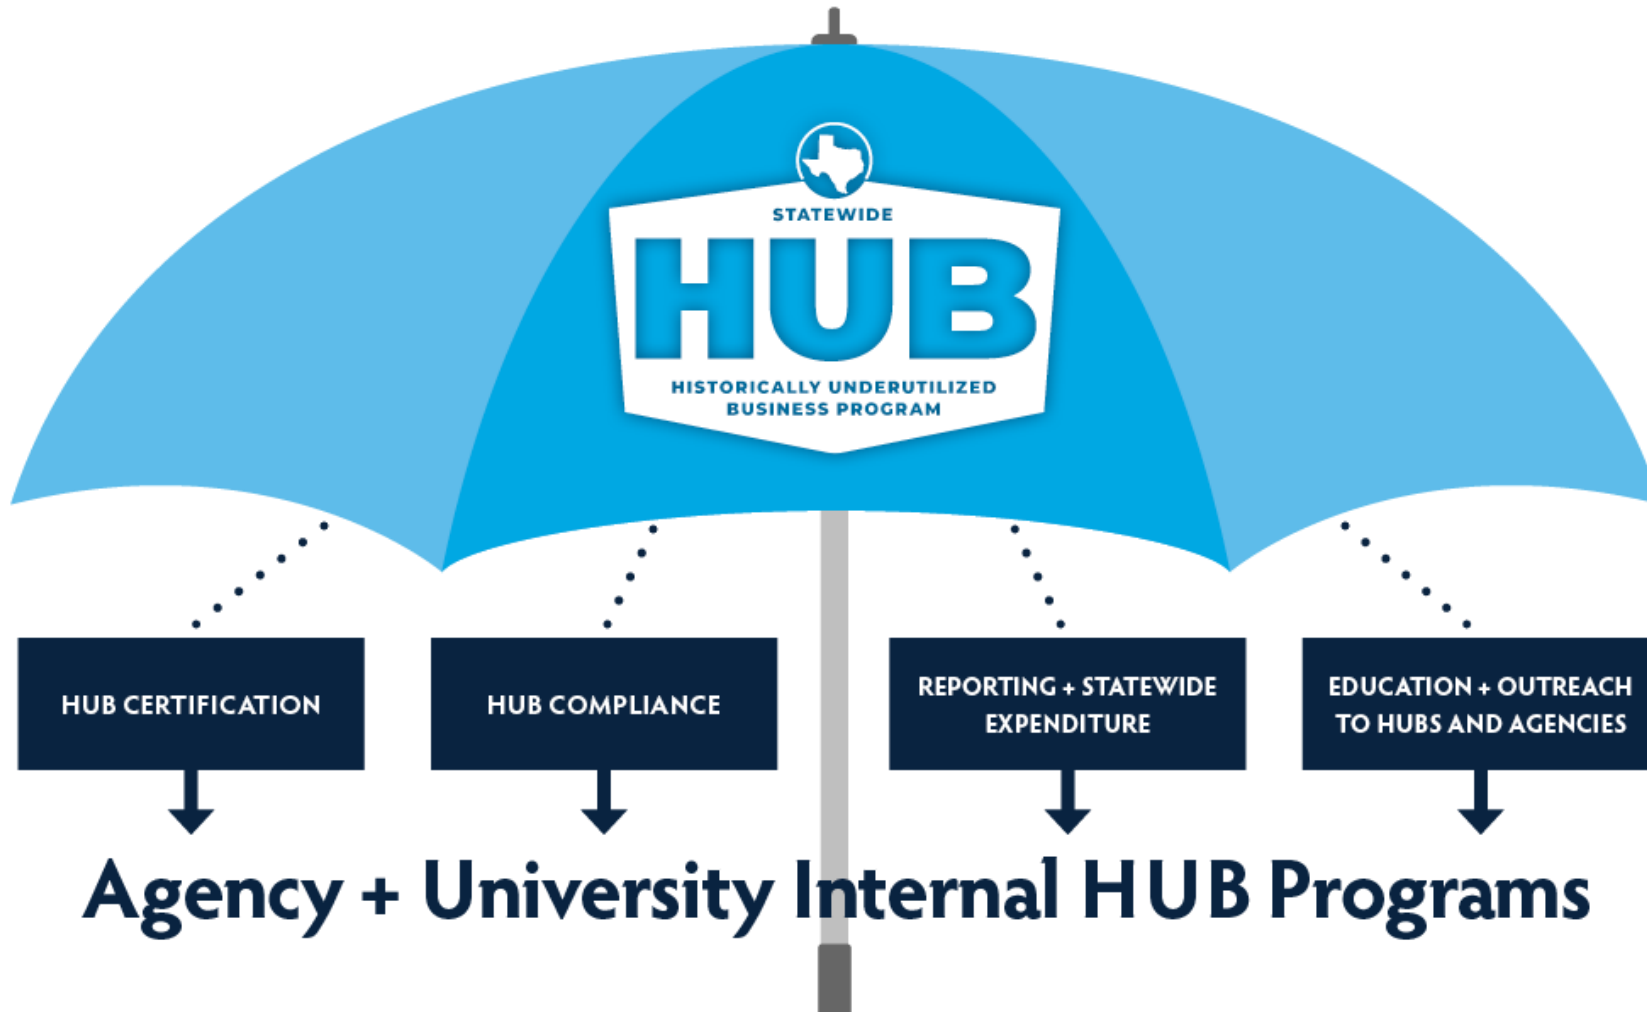 STATEWIDE
HUB
HISTORICALLY UNDERUTILIZED
BUSINESS PROGRAM
HUB CERTIFICATION
HUB COMPLIANCE
REPORTING + STATEWIDE
EXPENDITURE
EDUCATION + OUTREACH
TO HUBS AND AGENCIES
Agency + University Internal HUB Programs